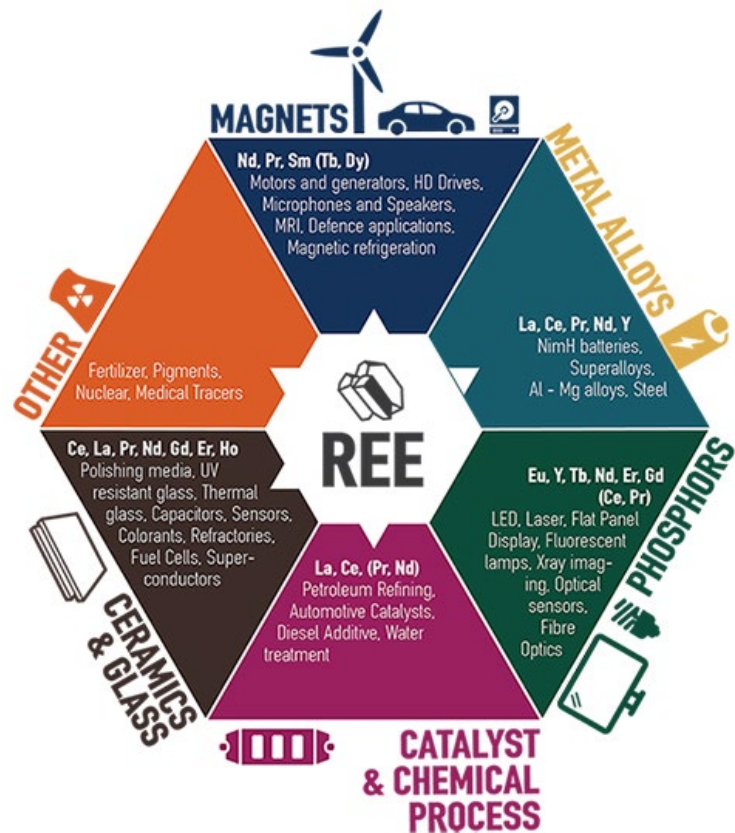 MAGNETS
Nd, Pr, Sm (Tb, Dy)
Motors and generators, HD Drives,
Microphones and Speakers,
MRI, Defence applications,
Magnetic refrigeration
METAL ALLOYS
La, Ce, Pr, Nd, Y
NimH batteries,
Superalloys,
Al - Mg alloys, Steel
OTHER
Fertilizer, Pigments,
Nuclear, Medical Tracers
REE
Ce, La, Pr, Nd, Gd, Er, Ho
Polishing media, UV
resistant glass, Thermal
glass, Capacitors, Sensors,
Colorants, Refractories,
Fuel Cells, Super-
conductors
CERAMICS
& GLASS
Eu, Y, Tb, Nd, Er, Gd
(Ce, Pr)
LED, Laser, Flat Panel
Display, Fluorescent
lamps, Xray imag-
ing, Optical
sensors,
Fibre
Optics
PHOSPHORS
La, Ce, (Pr, Nd)
Petroleum Refining,
Automotive Catalysts,
Diesel Additive, Water
treatment
CATALYST
& CHEMICAL
PROCESS